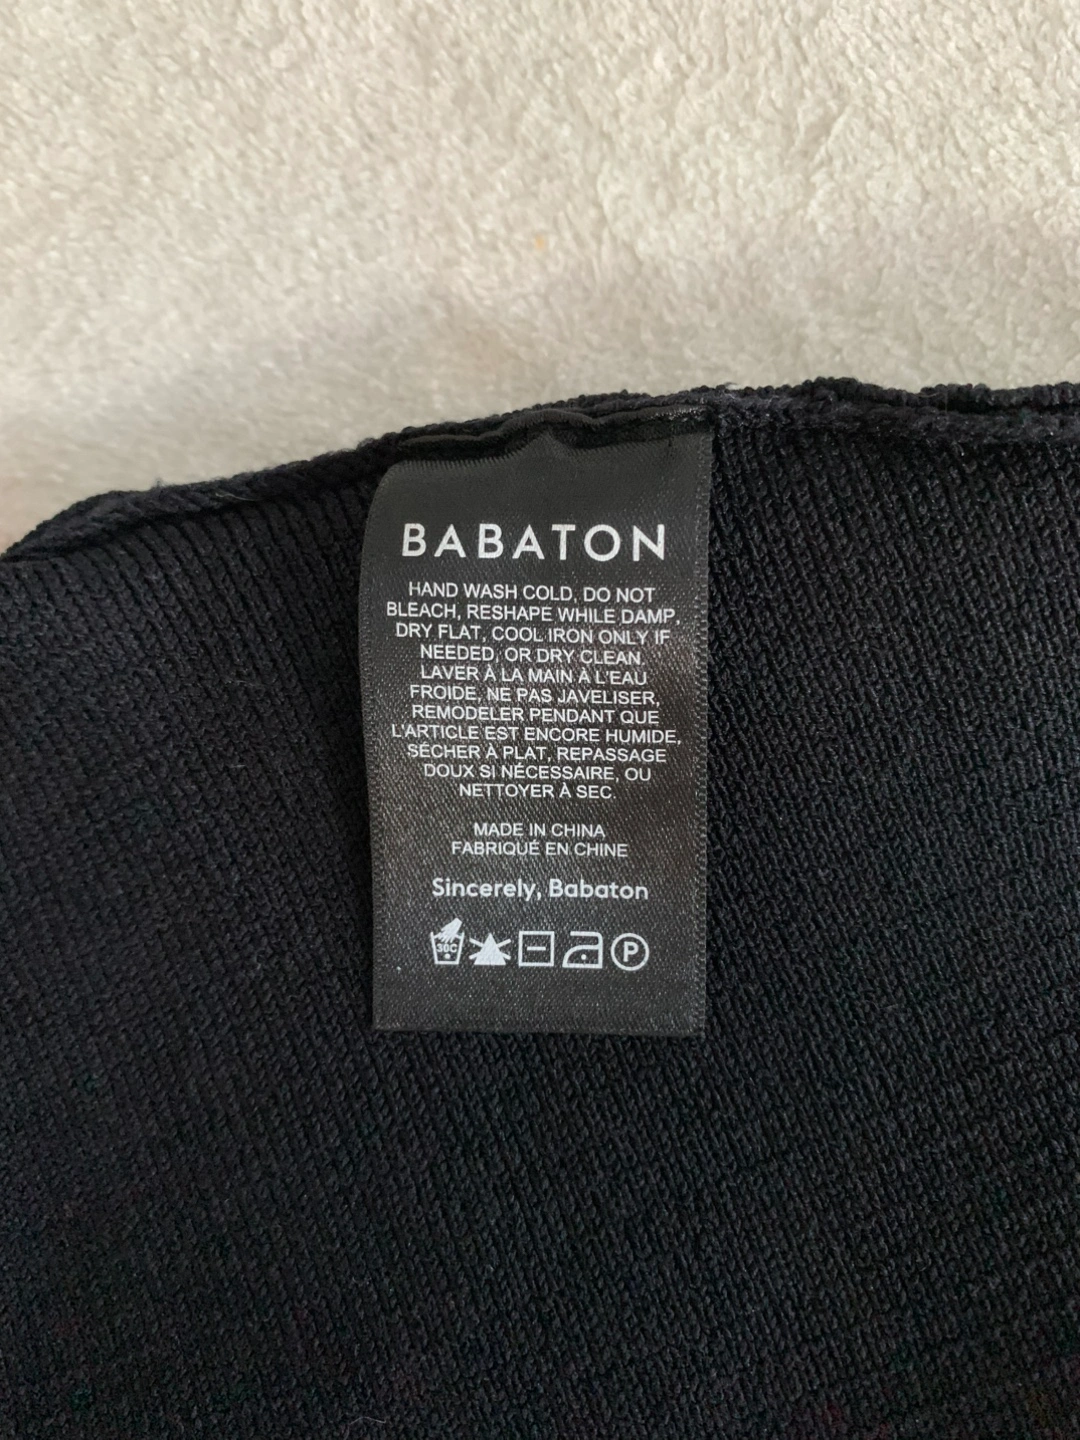 BABATON
HAND WASH COLD, DO NOT
BLEACH, RESHAPE WHILE DAMP,
DRY FLAT, COOL IRON ONLY IF
NEEDED, OR DRY CLEAN.
LAVER À LA MAIN À L'EAU
FROIDE, NE PAS JAVELISER,
REMODELER PENDANT QUE
L'ARTICLE EST ENCORE HUMIDE,
SÉCHER À PLAT, REPASSAGE
DOUX SI NÉCESSAIRE, OU
NETTOYER À SEC.
MADE IN CHINA
FABRIQUÉ EN CHINE
Sincerely, Babaton
30C P